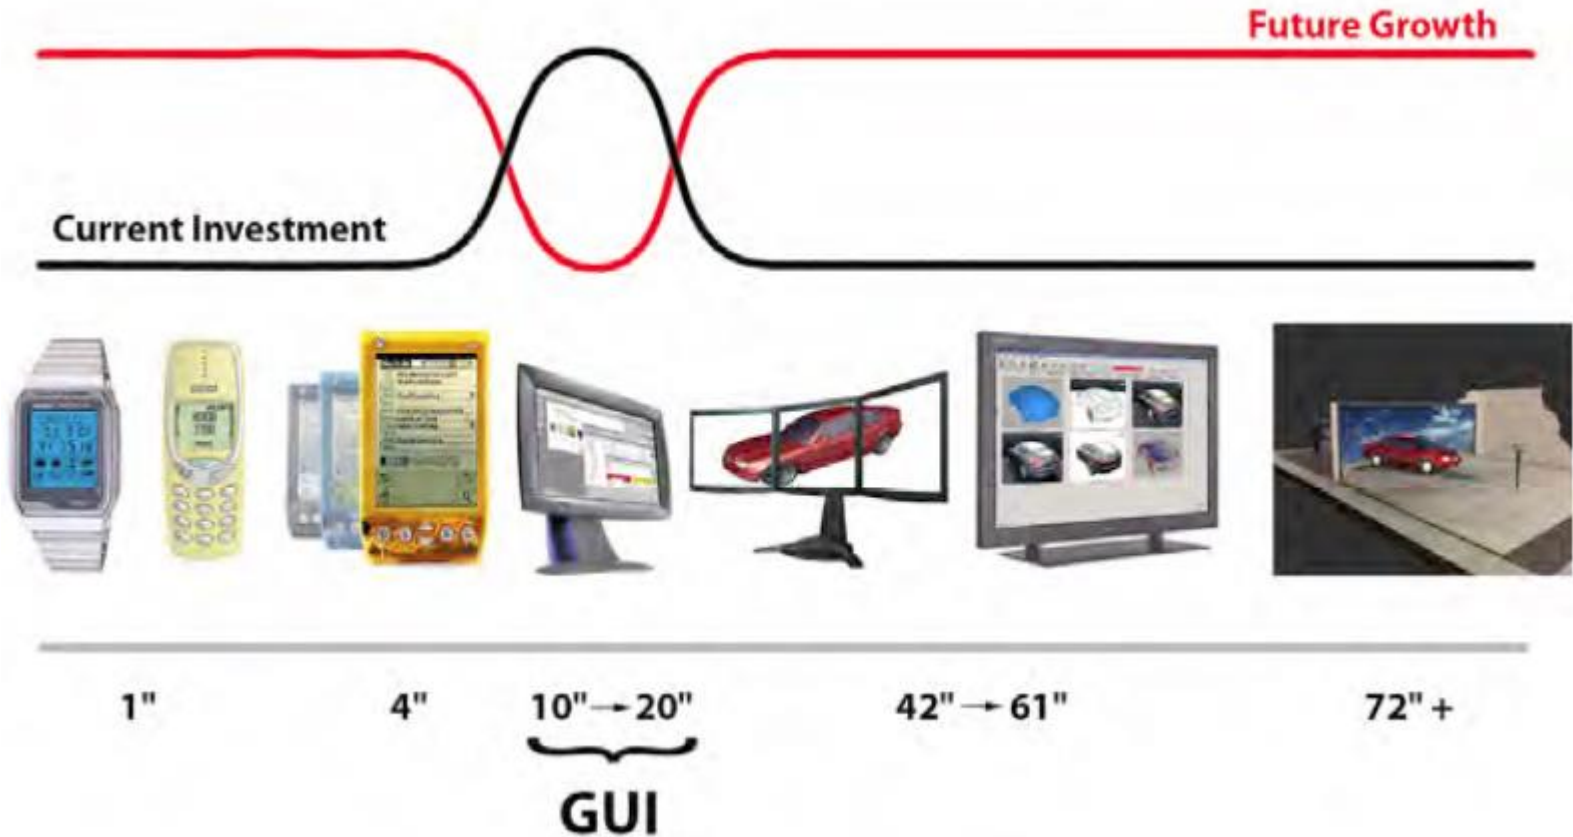 Future Growth
Current Investment
1"
4"
10"→20"
42"→61"
72" +
GUI